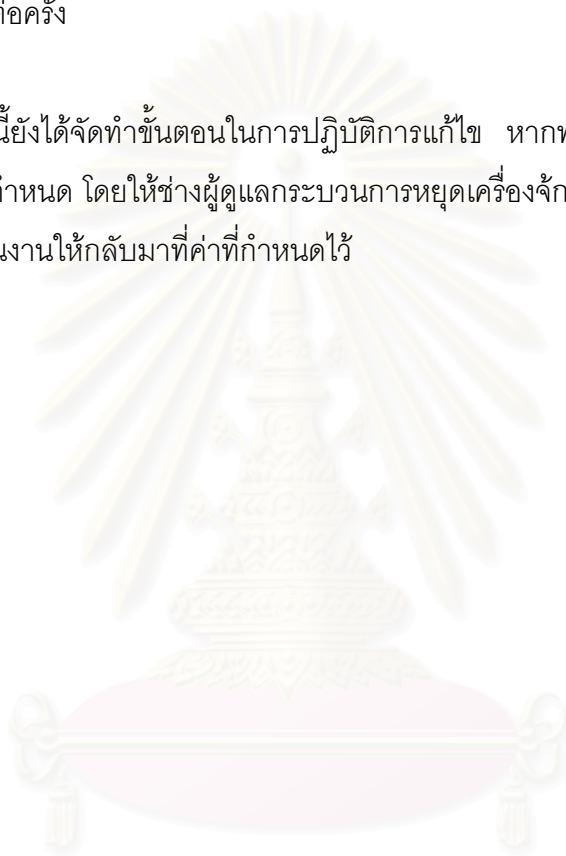 ต่อครั้ง
นี้ยังได้จัดทำขั้นตอนในการปฏิบัติการแก้ไข หาก
กำหนด โดยให้ช่างผู้ดูแลกระบวนการหยุดเครื่องจัก
นงานให้กลับมาที่ค่าที่กำหนดไว้